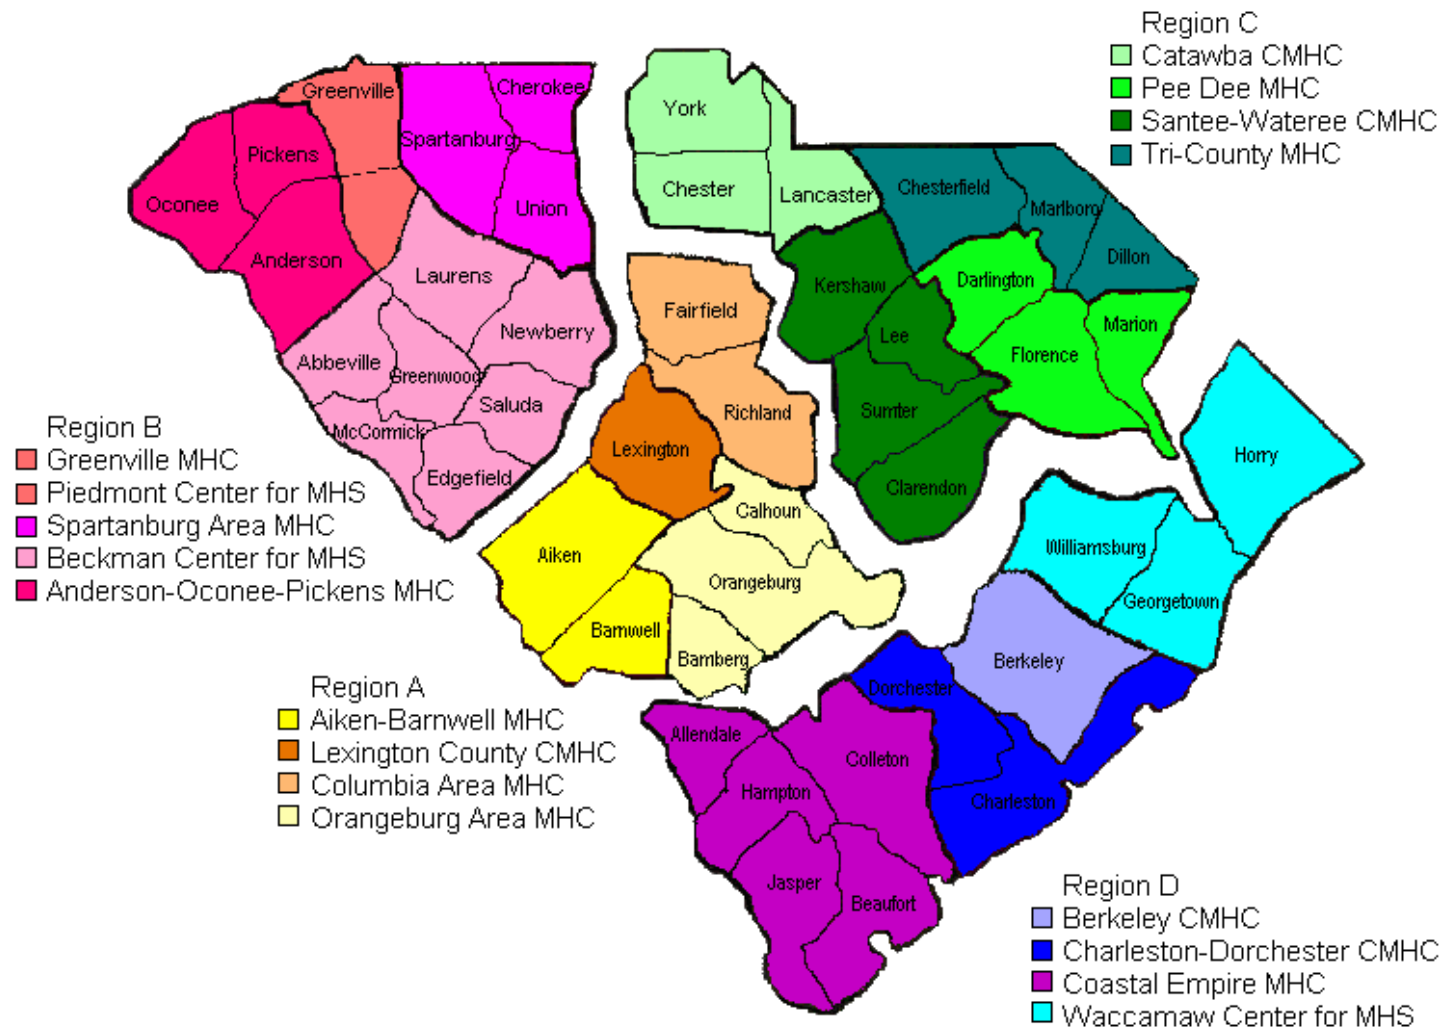 Region C
Catawba CMHC
Pee Dee MHC
Santee-Wateree CMHC
Tri-County MHC
Greenville
Cherokee
Spartanburg
Pickens
Oconee
Union
Anderson
Laurens
Newberry
Abbeville
Greenwood
Saluda
McCormick
Edgefield
York
Chester
Lancaster
Chesterfield
Marlboro
Dillon
Kershaw
Darlington
Marion
Lee
Florence
Sumter
Clarendon
Fairfield
Richland
Lexington
Calhoun
Aiken
Orangeburg
Barnwell
Bamberg
Horry
Williamsburg
Georgetown
Berkeley
Dorchester
Charleston
Allendale
Colleton
Hampton
Jasper
Beaufort
Region B
Greenville MHC
Piedmont Center for MHS
Spartanburg Area MHC
Beckman Center for MHS
Anderson-Oconee-Pickens MHC
Region A
Aiken-Barnwell MHC
Lexington County CMHC
Columbia Area MHC
Orangeburg Area MHC
Region D
Berkeley CMHC
Charleston-Dorchester CMHC
Coastal Empire MHC
Waccamaw Center for MHS